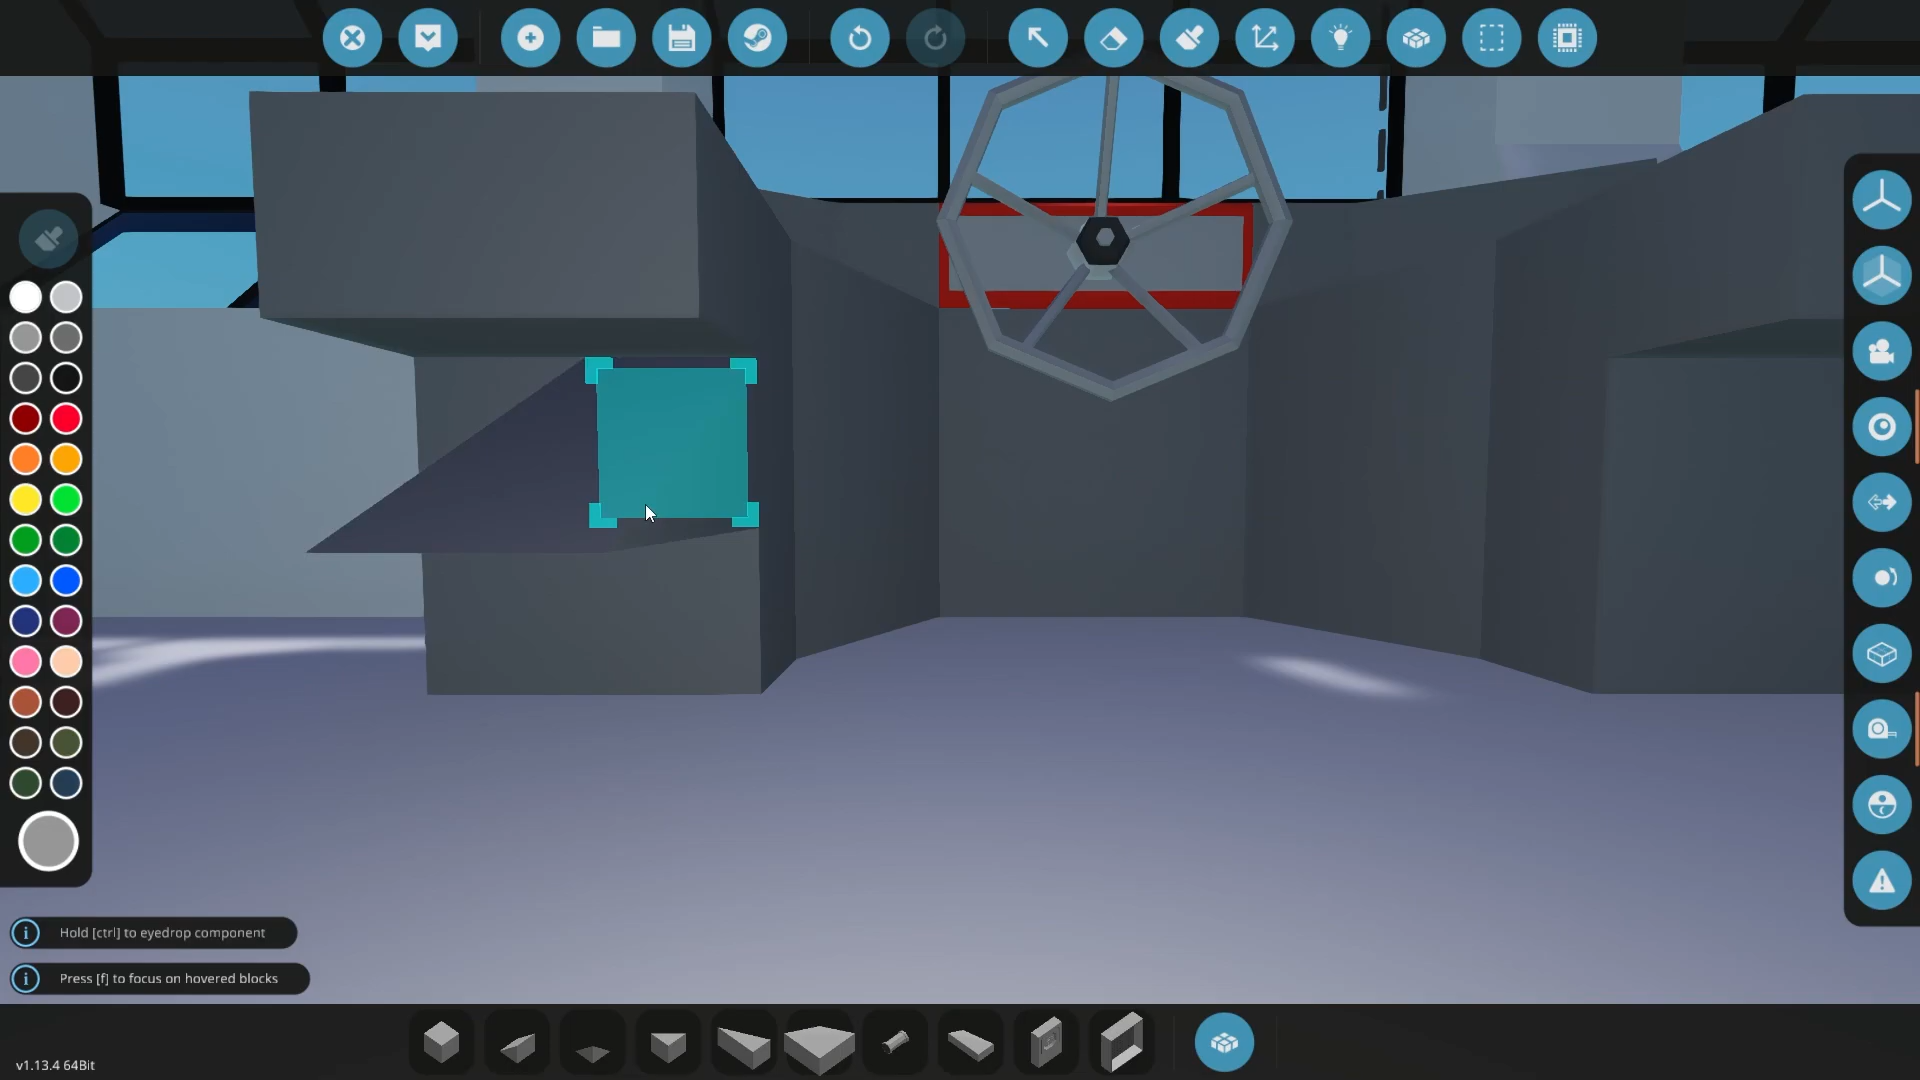 Hold [ctrl] to eyedrop component
Press [f] to focus on hovered blocks
v1.13.4 64Bit